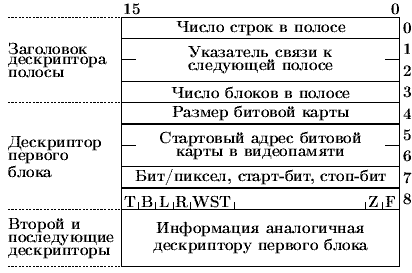 15 0
Число строк в полосе 0
Заголовок
дескриптора
полосы
Указатель связи к
следующей полосе
1
2
Число блоков в полосе 3
Размер битовой карты 4
Дескриптор
первого
блока
Стартовый адрес битовой
карты в видеопамяти
5
6
Бит/пиксел, старт-бит, стоп-бит 7
T B L R WST Z F 8
Второй и
последующие
дескрипторы
Информация аналогичная
дескриптору первого блока